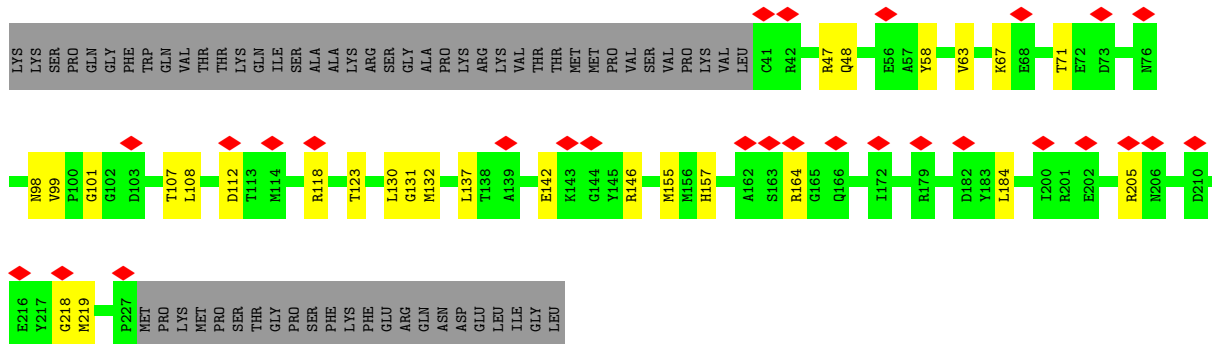 LYS LYS SER PRO GLN GLN GLY PHE TRP GLN VAL THR THR LYS GLN ILE SER ALA ALA LYS ARG SER GLY ALA PRO LYS ARG LYS VAL THR THR MET MET PRO VAL SER VAL PRO LYS VAL LEU C41 R42 R47 Q48 E56 A57 Y58 V63 K67 E68 T71 E72 D73 N76
N98 V99 P100 G101 G102 D103 T107 L108 D112 T113 M114 R118 T123 L130 G131 M132 L137 T138 A139 E142 K143 G144 Y145 R146 M155 M156 H157 A162 S163 R164 G165 Q166 I172 R179 D182 Y183 L184 I200 R201 E202 R205 N206 D210
E216 Y217 G218 M219 P227 MET PRO LYS MET PRO SER THR GLY PRO SER PHE LYS PHE GLU ARG GLN ASN ASP GLU LEU ILE GLY LEU